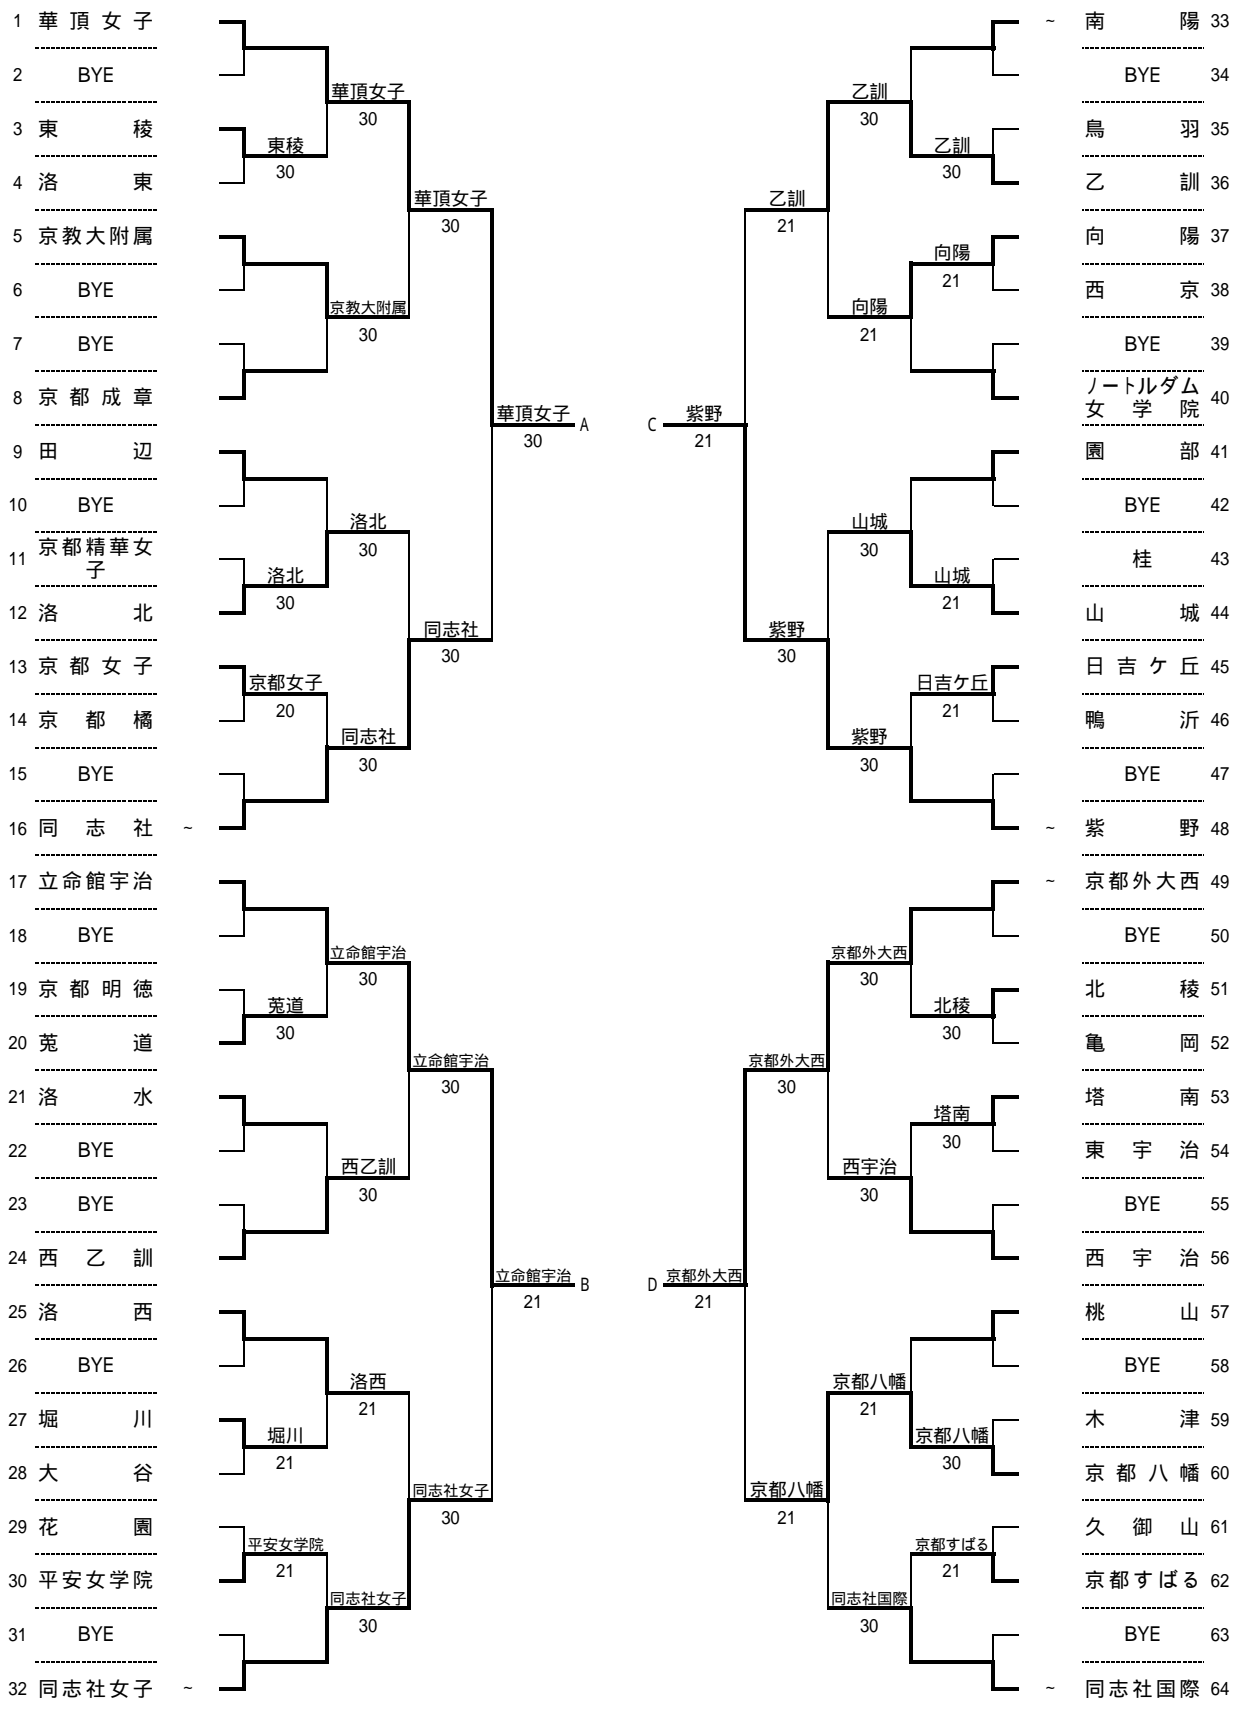 1 華頂女子
2 BYE
華頂女子
30
3 東稜
東稜
30
4 洛東
華頂女子
30
5 京教大附属
6 BYE
京教大附属
30
7 BYE
8 京都成章
華頂女子 A
30
9 田辺
10 BYE
洛北
30
11 京都精華女子
洛北
30
12 洛北
同志社
30
13 京都女子
京都女子
20
14 京都橘
同志社
30
15 BYE
16 同志社 ~
17 立命館宇治
18 BYE
立命館宇治
30
19 京都明徳
莵道
30
20 莵道
立命館宇治
30
21 洛水
22 BYE
西乙訓
30
23 BYE
24 西乙訓
立命館宇治 B
21
25 洛西
26 BYE
洛西
21
27 堀川
堀川
21
28 大谷
同志社女子
30
29 花園
平安女学院
21
30 平安女学院
同志社女子
30
31 BYE
32 同志社女子 ~
~ 南陽 33
BYE 34
乙訓
30
鳥羽 35
乙訓
30
乙訓 36
乙訓
21
向陽 37
向陽
21
西京 38
向陽
21
BYE 39
ノートルダム
女学院 40
C 紫野
21
園部 41
BYE 42
山城
30
桂 43
山城
21
山城 44
紫野
30
日吉ケ丘 45
日吉ケ丘
21
鴨沂 46
紫野
30
BYE 47
~ 紫野 48
~ 京都外大西 49
BYE 50
京都外大西
30
北稜 51
北稜
30
亀岡 52
京都外大西
30
塔南 53
塔南
30
東宇治 54
西宇治
30
BYE 55
西宇治 56
D 京都外大西
21
桃山 57
BYE 58
京都八幡
21
木津 59
京都八幡
30
京都八幡 60
京都八幡
21
久御山 61
京都すばる
21
京都すばる 62
同志社国際
30
BYE 63
~ 同志社国際 64